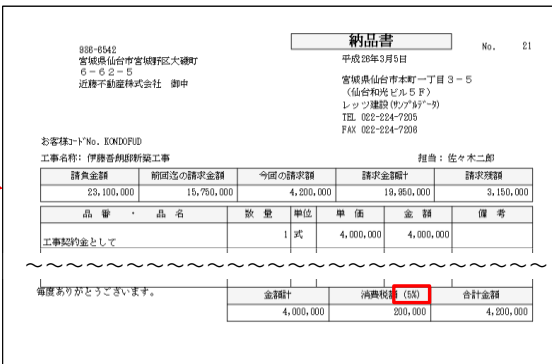 納品書
No. 21
986-6542
宮城県仙台市宮城野区大磯町
6-62-5
近藤不動産株式会社 御中
平成26年3月5日
宮城県仙台市本町一丁目3-5
(仙台和光ビル5F)
レッツ建設(ｻﾝﾌﾟﾙﾃﾞｰﾀ)
TEL 022-224-7205
FAX 022-224-7206
お客様ｺｰﾄﾞNo. KONDOFUD
工事名称: 伊藤吾朗邸新築工事 担当: 佐々木二郎
請負金額 前回迄の請求金額 今回の請求額 請求金額計 請求残額
23,100,000 15,750,000 4,200,000 19,950,000 3,150,000
品番・品名 数量 単位 単価 金額 備考
工事契約金として 1 式 4,000,000 4,000,000
毎度ありがとうございます。
金額計 消費税額(5%) 合計金額
4,000,000 200,000 4,200,000